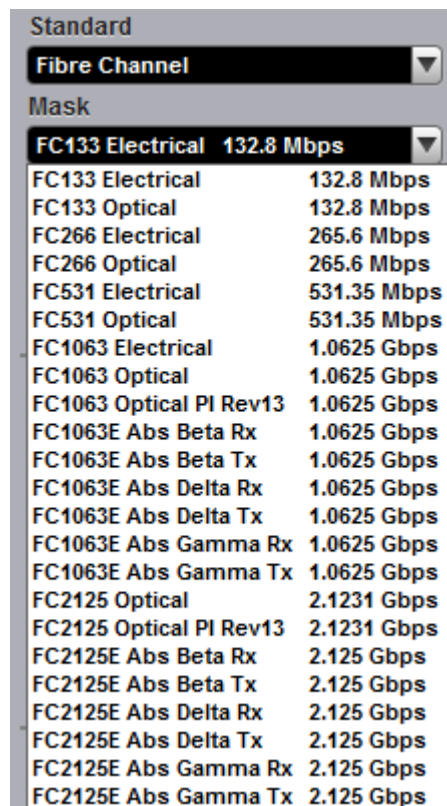 Standard
Fibre Channel
Mask
FC133 Electrical 132.8 Mbps
FC133 Electrical 132.8 Mbps
FC133 Optical 132.8 Mbps
FC266 Electrical 265.6 Mbps
FC266 Optical 265.6 Mbps
FC531 Electrical 531.35 Mbps
FC531 Optical 531.35 Mbps
FC1063 Electrical 1.0625 Gbps
FC1063 Optical 1.0625 Gbps
FC1063 Optical PI Rev13 1.0625 Gbps
FC1063E Abs Beta Rx 1.0625 Gbps
FC1063E Abs Beta Tx 1.0625 Gbps
FC1063E Abs Delta Rx 1.0625 Gbps
FC1063E Abs Delta Tx 1.0625 Gbps
FC1063E Abs Gamma Rx 1.0625 Gbps
FC1063E Abs Gamma Tx 1.0625 Gbps
FC2125 Optical 2.1231 Gbps
FC2125 Optical PI Rev13 2.1231 Gbps
FC2125E Abs Beta Rx 2.125 Gbps
FC2125E Abs Beta Tx 2.125 Gbps
FC2125E Abs Delta Rx 2.125 Gbps
FC2125E Abs Delta Tx 2.125 Gbps
FC2125E Abs Gamma Rx 2.125 Gbps
FC2125E Abs Gamma Tx 2.125 Gbps